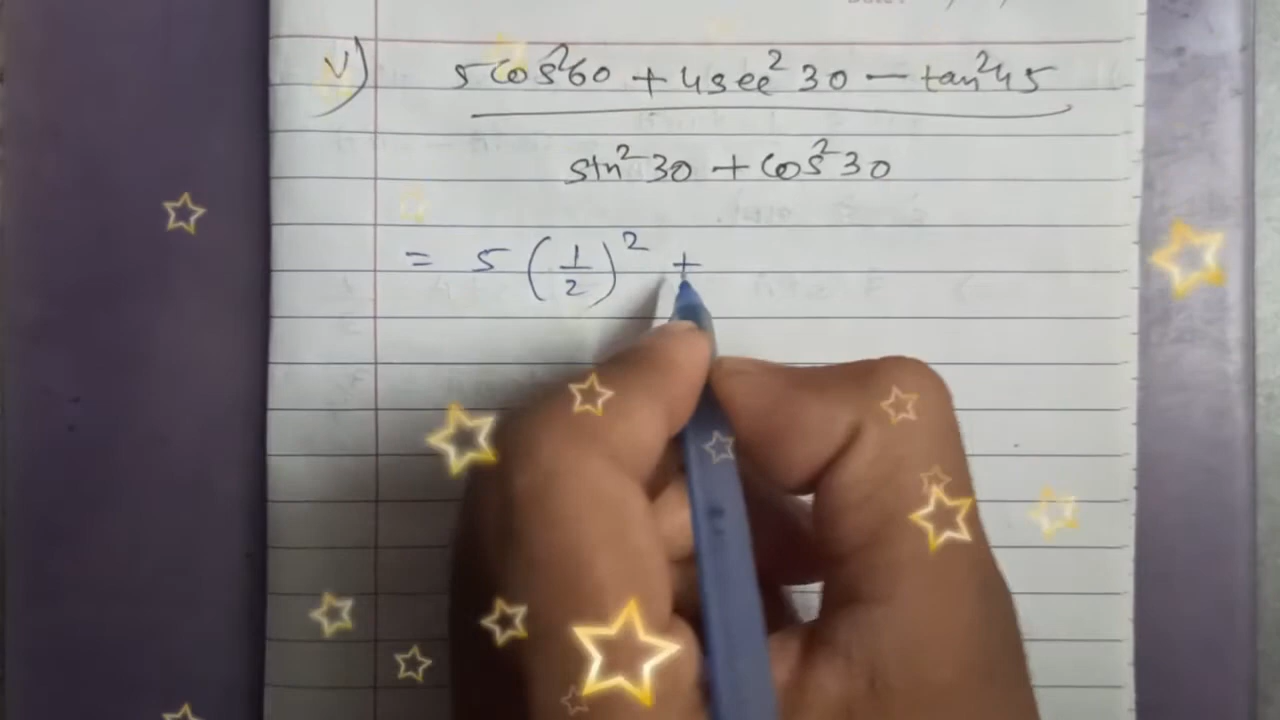 v) 5cos²60 + 4sec²30 - tan²45
sin²30 + cos²30
= 5 (1/2)² +